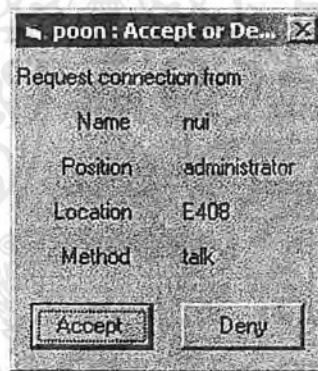 poon : Accept or De...
Request connection from
Name nui
Position administrator
Location E408
Method talk
Accept Deny